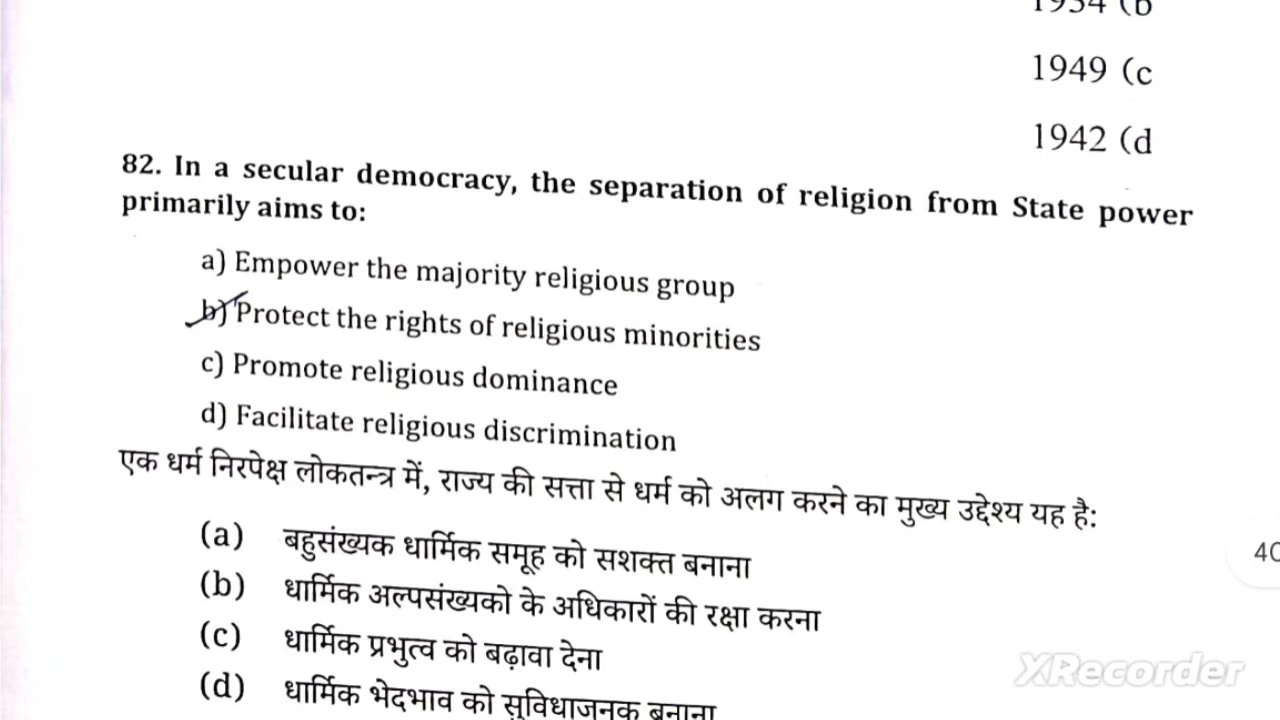 1954 (b
1949 (c
1942 (d
82. In a secular democracy, the separation of religion from State power
primarily aims to:
a) Empower the majority religious group
b) Protect the rights of religious minorities
c) Promote religious dominance
d) Facilitate religious discrimination
एक धर्म निरपेक्ष लोकतन्त्र में, राज्य की सत्ता से धर्म को अलग करने का मुख्य उद्देश्य यह है:
(a) बहुसंख्यक धार्मिक समूह को सशक्त बनाना
(b) धार्मिक अल्पसंख्यको के अधिकारों की रक्षा करना
40
(c) धार्मिक प्रभुत्व को बढ़ावा देना
(d) धार्मिक भेदभाव को सुविधाजनक बनाना
XRecorder